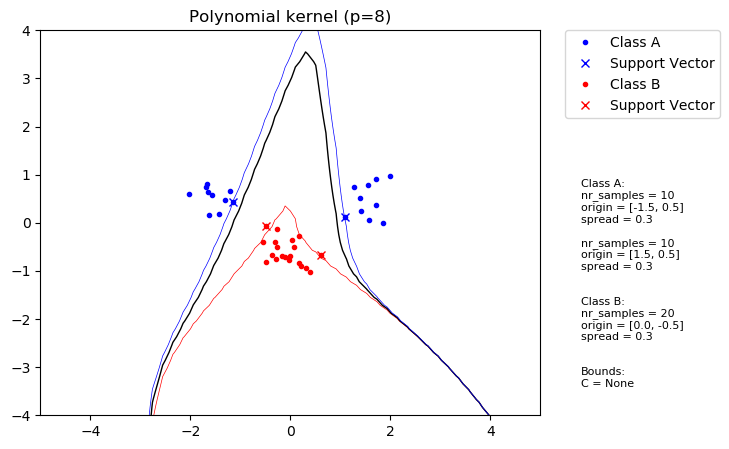 Polynomial kernel (p=8)
4
3
2
1
0
−1
−2
−3
−4
−4
−2
0
2
4
Class A
Support Vector
Class B
Support Vector
Class A:
nr_samples = 10
origin = [-1.5, 0.5]
spread = 0.3
nr_samples = 10
origin = [1.5, 0.5]
spread = 0.3
Class B:
nr_samples = 20
origin = [0.0, -0.5]
spread = 0.3
Bounds:
C = None